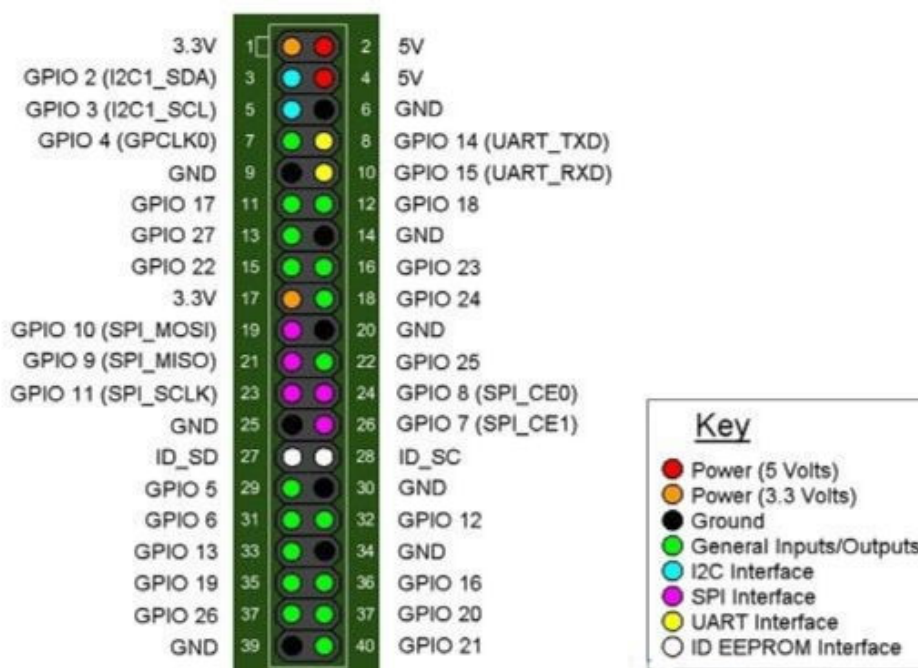 3.3V 1 2 5V
GPIO 2 (I2C1_SDA) 3 4 5V
GPIO 3 (I2C1_SCL) 5 6 GND
GPIO 4 (GPCLK0) 7 8 GPIO 14 (UART_TXD)
GND 9 10 GPIO 15 (UART_RXD)
GPIO 17 11 12 GPIO 18
GPIO 27 13 14 GND
GPIO 22 15 16 GPIO 23
3.3V 17 18 GPIO 24
GPIO 10 (SPI_MOSI) 19 20 GND
GPIO 9 (SPI_MISO) 21 22 GPIO 25
GPIO 11 (SPI_SCLK) 23 24 GPIO 8 (SPI_CE0)
GND 25 26 GPIO 7 (SPI_CE1)
ID_SD 27 28 ID_SC
GPIO 5 29 30 GND
GPIO 6 31 32 GPIO 12
GPIO 13 33 34 GND
GPIO 19 35 36 GPIO 16
GPIO 26 37 37 GPIO 20
GND 39 40 GPIO 21
Key
Power (5 Volts)
Power (3.3 Volts)
Ground
General Inputs/Outputs
I2C Interface
SPI Interface
UART Interface
ID EEPROM Interface